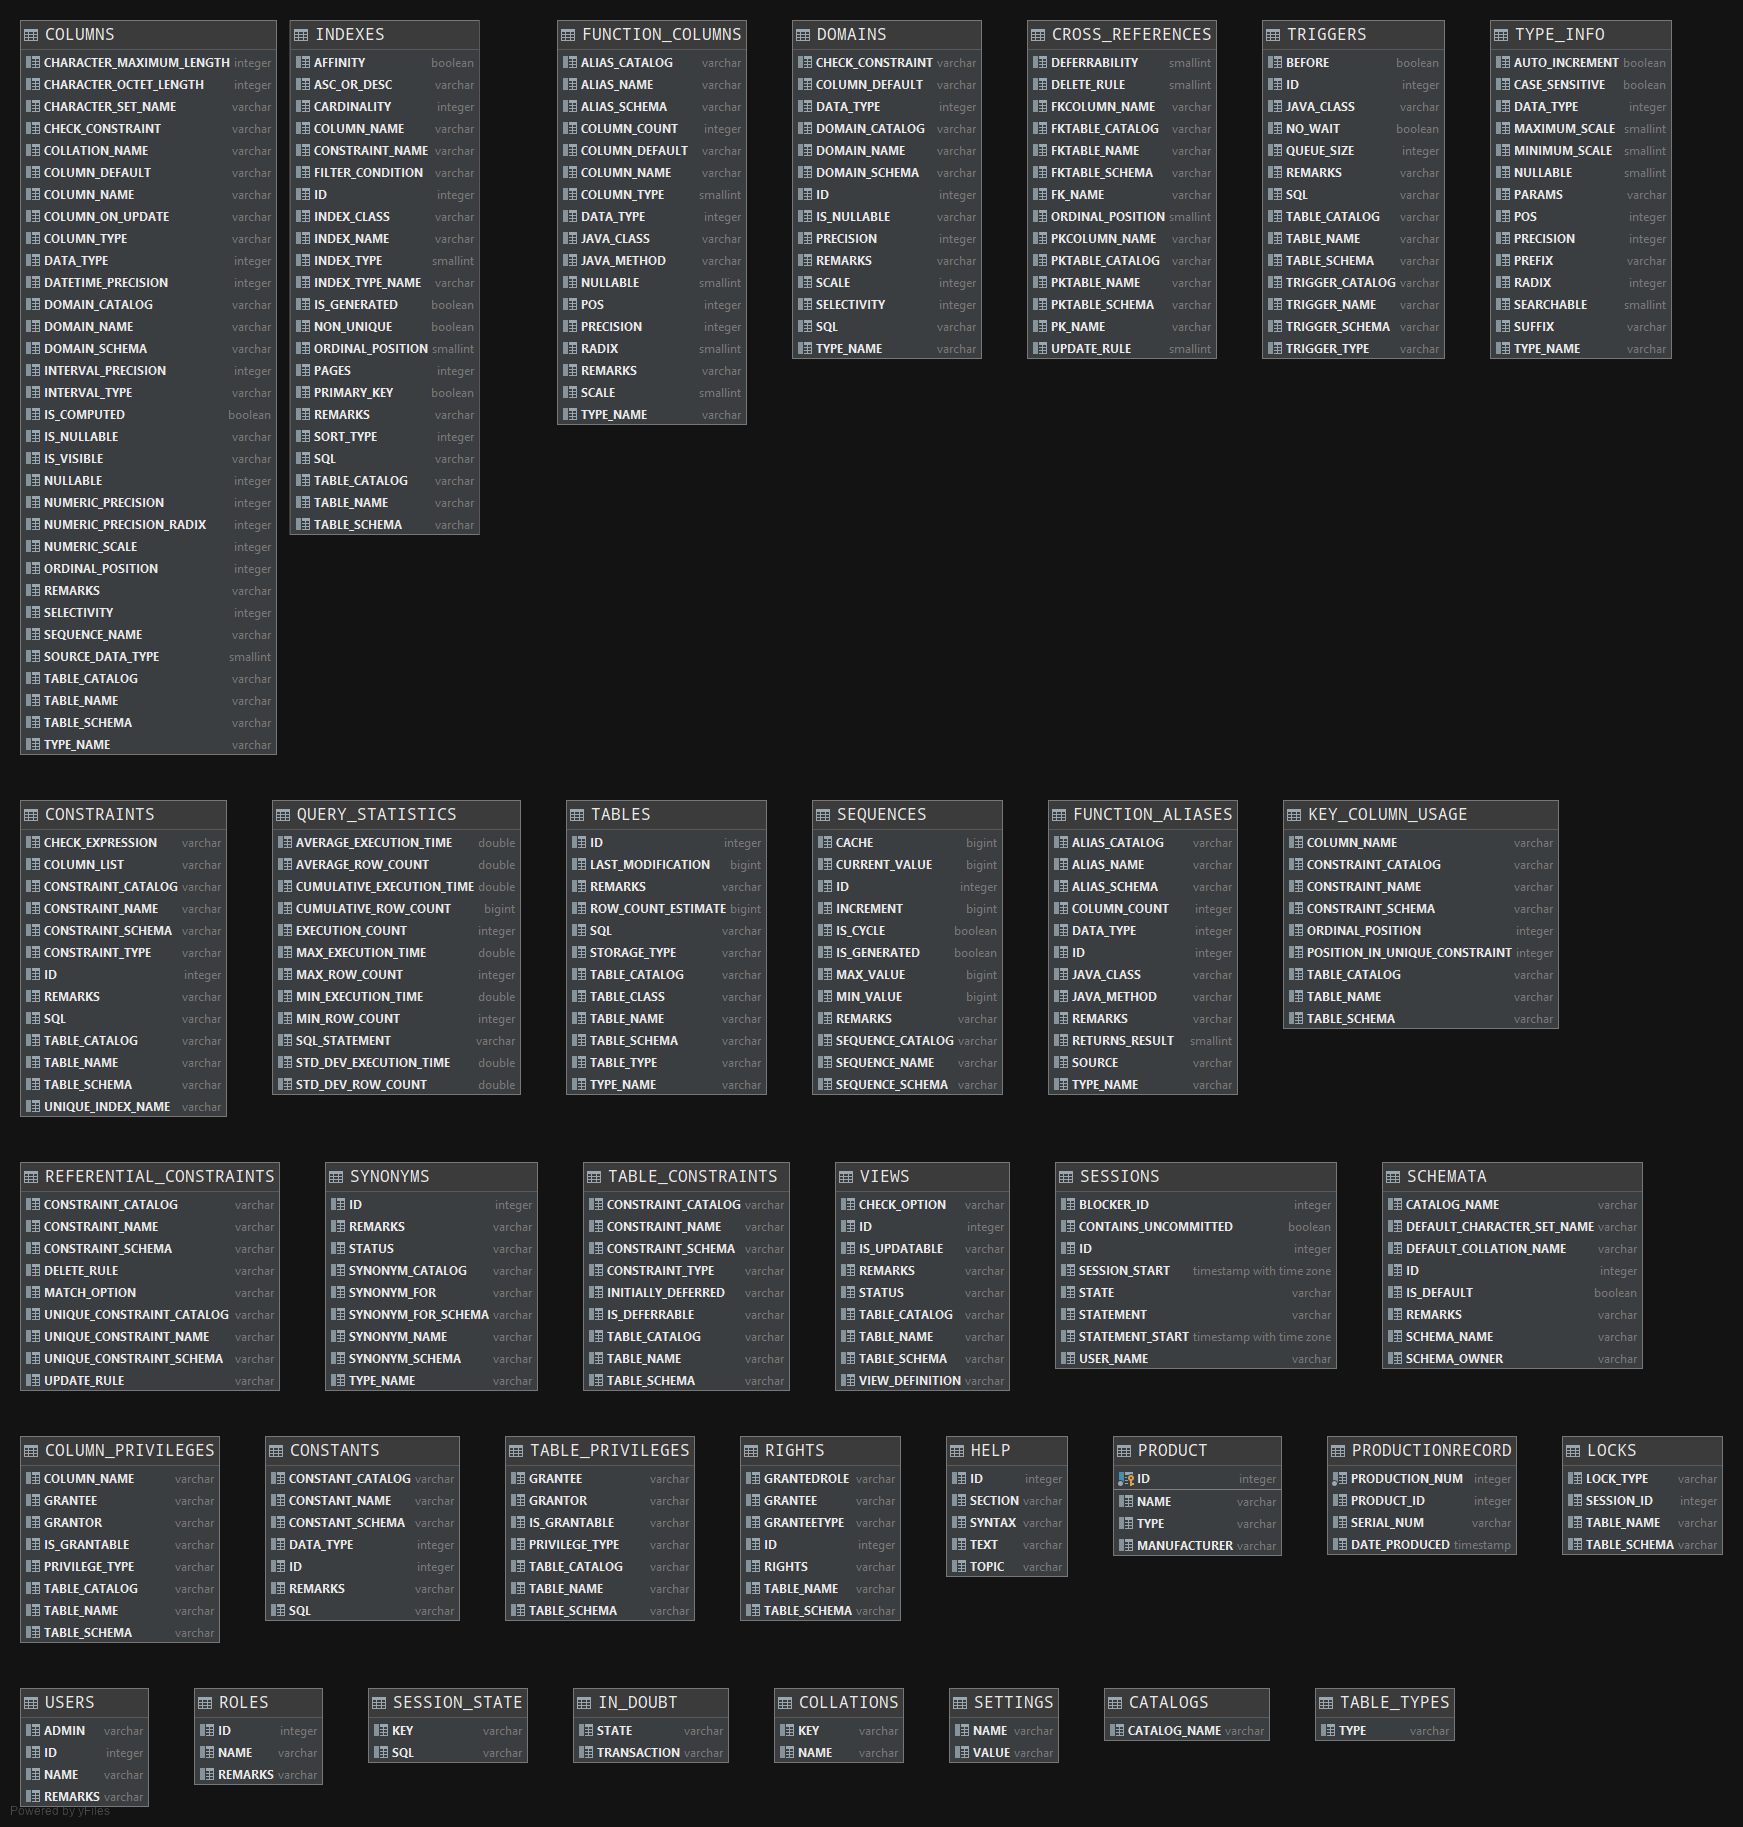 COLUMNS
CHARACTER_MAXIMUM_LENGTH integer
CHARACTER_OCTET_LENGTH integer
CHARACTER_SET_NAME varchar
CHECK_CONSTRAINT varchar
COLLATION_NAME varchar
COLUMN_DEFAULT varchar
COLUMN_NAME varchar
COLUMN_ON_UPDATE varchar
COLUMN_TYPE varchar
DATA_TYPE integer
DATETIME_PRECISION integer
DOMAIN_CATALOG varchar
DOMAIN_NAME varchar
DOMAIN_SCHEMA varchar
INTERVAL_PRECISION integer
INTERVAL_TYPE varchar
IS_COMPUTED boolean
IS_NULLABLE varchar
IS_VISIBLE varchar
NULLABLE integer
NUMERIC_PRECISION integer
NUMERIC_PRECISION_RADIX integer
NUMERIC_SCALE integer
ORDINAL_POSITION integer
REMARKS varchar
SELECTIVITY integer
SEQUENCE_NAME varchar
SOURCE_DATA_TYPE smallint
TABLE_CATALOG varchar
TABLE_NAME varchar
TABLE_SCHEMA varchar
TYPE_NAME varchar
INDEXES
AFFINITY boolean
ASC_OR_DESC varchar
CARDINALITY integer
COLUMN_NAME varchar
CONSTRAINT_NAME varchar
FILTER_CONDITION varchar
ID integer
INDEX_CLASS varchar
INDEX_NAME varchar
INDEX_TYPE smallint
INDEX_TYPE_NAME varchar
IS_GENERATED boolean
NON_UNIQUE boolean
ORDINAL_POSITION smallint
PAGES integer
PRIMARY_KEY boolean
REMARKS varchar
SORT_TYPE integer
SQL varchar
TABLE_CATALOG varchar
TABLE_NAME varchar
TABLE_SCHEMA varchar
FUNCTION_COLUMNS
ALIAS_CATALOG varchar
ALIAS_NAME varchar
ALIAS_SCHEMA varchar
COLUMN_COUNT integer
COLUMN_DEFAULT varchar
COLUMN_NAME varchar
COLUMN_TYPE smallint
DATA_TYPE integer
JAVA_CLASS varchar
JAVA_METHOD varchar
NULLABLE smallint
POS integer
PRECISION integer
RADIX smallint
REMARKS varchar
SCALE smallint
TYPE_NAME varchar
DOMAINS
CHECK_CONSTRAINT varchar
COLUMN_DEFAULT varchar
DATA_TYPE integer
DOMAIN_CATALOG varchar
DOMAIN_NAME varchar
DOMAIN_SCHEMA varchar
ID integer
IS_NULLABLE varchar
PRECISION integer
REMARKS varchar
SCALE integer
SELECTIVITY integer
SQL varchar
TYPE_NAME varchar
CROSS_REFERENCES
DEFERRABILITY smallint
DELETE_RULE smallint
FKCOLUMN_NAME varchar
FKTABLE_CATALOG varchar
FKTABLE_NAME varchar
FKTABLE_SCHEMA varchar
FK_NAME varchar
ORDINAL_POSITION smallint
PKCOLUMN_NAME varchar
PKTABLE_CATALOG varchar
PKTABLE_NAME varchar
PKTABLE_SCHEMA varchar
PK_NAME varchar
UPDATE_RULE smallint
TRIGGERS
BEFORE boolean
ID integer
JAVA_CLASS varchar
NO_WAIT boolean
QUEUE_SIZE integer
REMARKS varchar
SQL varchar
TABLE_CATALOG varchar
TABLE_NAME varchar
TABLE_SCHEMA varchar
TRIGGER_CATALOG varchar
TRIGGER_NAME varchar
TRIGGER_SCHEMA varchar
TRIGGER_TYPE varchar
TYPE_INFO
AUTO_INCREMENT boolean
CASE_SENSITIVE boolean
DATA_TYPE integer
MAXIMUM_SCALE smallint
MINIMUM_SCALE smallint
NULLABLE smallint
PARAMS varchar
POS integer
PRECISION integer
PREFIX varchar
RADIX integer
SEARCHABLE smallint
SUFFIX varchar
TYPE_NAME varchar
CONSTRAINTS
CHECK_EXPRESSION varchar
COLUMN_LIST varchar
CONSTRAINT_CATALOG varchar
CONSTRAINT_NAME varchar
CONSTRAINT_SCHEMA varchar
CONSTRAINT_TYPE varchar
ID integer
REMARKS varchar
SQL varchar
TABLE_CATALOG varchar
TABLE_NAME varchar
TABLE_SCHEMA varchar
UNIQUE_INDEX_NAME varchar
QUERY_STATISTICS
AVERAGE_EXECUTION_TIME double
AVERAGE_ROW_COUNT double
CUMULATIVE_EXECUTION_TIME double
CUMULATIVE_ROW_COUNT bigint
EXECUTION_COUNT integer
MAX_EXECUTION_TIME double
MAX_ROW_COUNT integer
MIN_EXECUTION_TIME double
MIN_ROW_COUNT integer
SQL_STATEMENT varchar
STD_DEV_EXECUTION_TIME double
STD_DEV_ROW_COUNT double
TABLES
ID integer
LAST_MODIFICATION bigint
REMARKS varchar
ROW_COUNT_ESTIMATE bigint
SQL varchar
STORAGE_TYPE varchar
TABLE_CATALOG varchar
TABLE_CLASS varchar
TABLE_NAME varchar
TABLE_SCHEMA varchar
TABLE_TYPE varchar
TYPE_NAME varchar
SEQUENCES
CACHE bigint
CURRENT_VALUE bigint
ID integer
INCREMENT bigint
IS_CYCLE boolean
IS_GENERATED boolean
MAX_VALUE bigint
MIN_VALUE bigint
REMARKS varchar
SEQUENCE_CATALOG varchar
SEQUENCE_NAME varchar
SEQUENCE_SCHEMA varchar
FUNCTION_ALIASES
ALIAS_CATALOG varchar
ALIAS_NAME varchar
ALIAS_SCHEMA varchar
COLUMN_COUNT integer
DATA_TYPE integer
ID integer
JAVA_CLASS varchar
JAVA_METHOD varchar
REMARKS varchar
RETURNS_RESULT smallint
SOURCE varchar
TYPE_NAME varchar
KEY_COLUMN_USAGE
COLUMN_NAME varchar
CONSTRAINT_CATALOG varchar
CONSTRAINT_NAME varchar
CONSTRAINT_SCHEMA varchar
ORDINAL_POSITION integer
POSITION_IN_UNIQUE_CONSTRAINT integer
TABLE_CATALOG varchar
TABLE_NAME varchar
TABLE_SCHEMA varchar
REFERENTIAL_CONSTRAINTS
CONSTRAINT_CATALOG varchar
CONSTRAINT_NAME varchar
CONSTRAINT_SCHEMA varchar
DELETE_RULE varchar
MATCH_OPTION varchar
UNIQUE_CONSTRAINT_CATALOG varchar
UNIQUE_CONSTRAINT_NAME varchar
UNIQUE_CONSTRAINT_SCHEMA varchar
UPDATE_RULE varchar
SYNONYMS
ID integer
REMARKS varchar
STATUS varchar
SYNONYM_CATALOG varchar
SYNONYM_FOR varchar
SYNONYM_FOR_SCHEMA varchar
SYNONYM_NAME varchar
SYNONYM_SCHEMA varchar
TYPE_NAME varchar
TABLE_CONSTRAINTS
CONSTRAINT_CATALOG varchar
CONSTRAINT_NAME varchar
CONSTRAINT_SCHEMA varchar
CONSTRAINT_TYPE varchar
INITIALLY_DEFERRED varchar
IS_DEFERRABLE varchar
TABLE_CATALOG varchar
TABLE_NAME varchar
TABLE_SCHEMA varchar
VIEWS
CHECK_OPTION varchar
ID integer
IS_UPDATABLE varchar
REMARKS varchar
STATUS varchar
TABLE_CATALOG varchar
TABLE_NAME varchar
TABLE_SCHEMA varchar
VIEW_DEFINITION varchar
SESSIONS
BLOCKER_ID integer
CONTAINS_UNCOMMITTED boolean
ID integer
SESSION_START timestamp with time zone
STATE varchar
STATEMENT varchar
STATEMENT_START timestamp with time zone
USER_NAME varchar
SCHEMATA
CATALOG_NAME varchar
DEFAULT_CHARACTER_SET_NAME varchar
DEFAULT_COLLATION_NAME varchar
ID integer
IS_DEFAULT boolean
REMARKS varchar
SCHEMA_NAME varchar
SCHEMA_OWNER varchar
COLUMN_PRIVILEGES
COLUMN_NAME varchar
GRANTEE varchar
GRANTOR varchar
IS_GRANTABLE varchar
PRIVILEGE_TYPE varchar
TABLE_CATALOG varchar
TABLE_NAME varchar
TABLE_SCHEMA varchar
CONSTANTS
CONSTANT_CATALOG varchar
CONSTANT_NAME varchar
CONSTANT_SCHEMA varchar
DATA_TYPE integer
ID integer
REMARKS varchar
SQL varchar
TABLE_PRIVILEGES
GRANTEE varchar
GRANTOR varchar
IS_GRANTABLE varchar
PRIVILEGE_TYPE varchar
TABLE_CATALOG varchar
TABLE_NAME varchar
TABLE_SCHEMA varchar
RIGHTS
GRANTEDROLE varchar
GRANTEE varchar
GRANTEETYPE varchar
ID integer
RIGHTS varchar
TABLE_NAME varchar
TABLE_SCHEMA varchar
HELP
ID integer
SECTION varchar
SYNTAX varchar
TEXT varchar
TOPIC varchar
PRODUCT
ID integer
NAME varchar
TYPE varchar
MANUFACTURER varchar
PRODUCTIONRECORD
PRODUCTION_NUM integer
PRODUCT_ID integer
SERIAL_NUM varchar
DATE_PRODUCED timestamp
LOCKS
LOCK_TYPE varchar
SESSION_ID integer
TABLE_NAME varchar
TABLE_SCHEMA varchar
USERS
ADMIN varchar
ID integer
NAME varchar
REMARKS varchar
ROLES
ID integer
NAME varchar
REMARKS varchar
SESSION_STATE
KEY varchar
SQL varchar
IN_DOUBT
STATE varchar
TRANSACTION varchar
COLLATIONS
KEY varchar
NAME varchar
SETTINGS
NAME varchar
VALUE varchar
CATALOGS
CATALOG_NAME varchar
TABLE_TYPES
TYPE varchar
Powered by yFiles